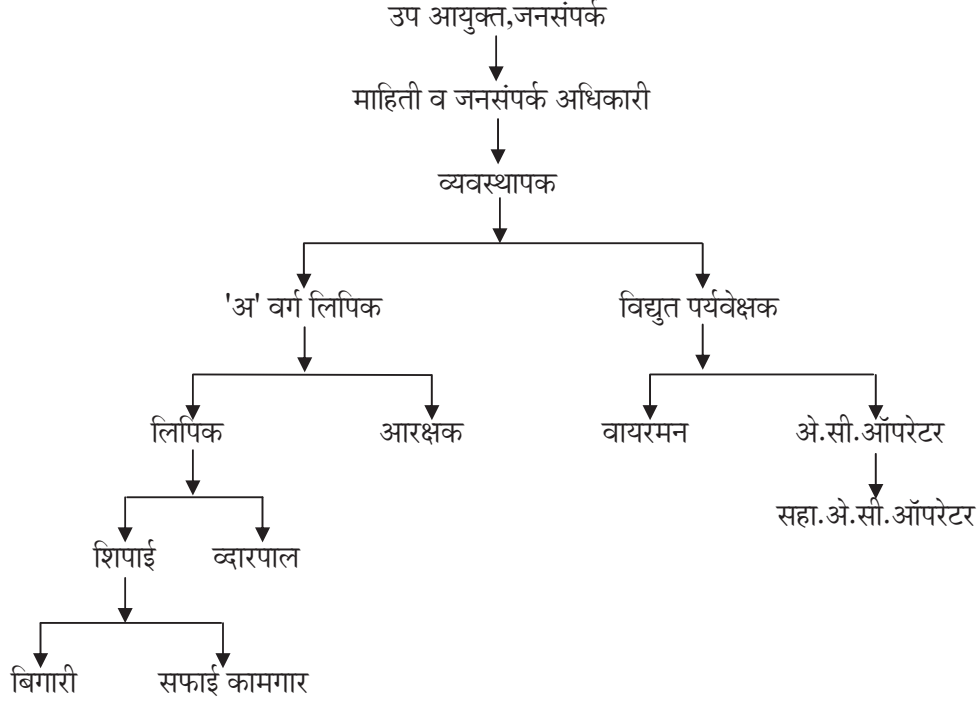 उप आयुक्त,जनसंपर्क
माहिती व जनसंपर्क अधिकारी
व्यवस्थापक
'अ' वर्ग लिपिक
विद्युत पर्यवेक्षक
लिपिक
आरक्षक
वायरमन
अे.सी.ऑपरेटर
सहा.अे.सी.ऑपरेटर
शिपाई
व्दारपाल
बिगारी
सफाई कामगार